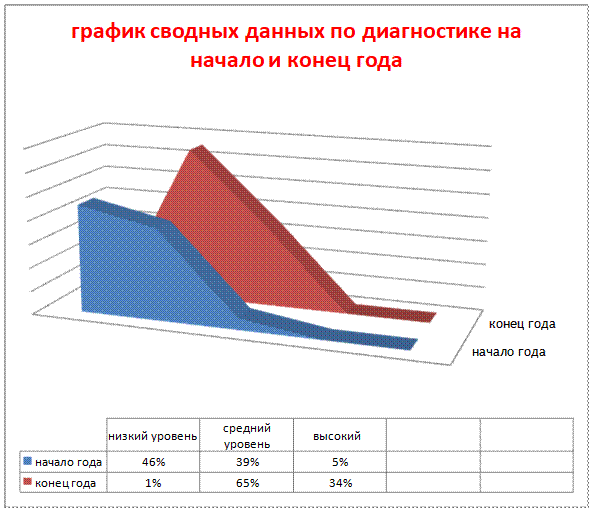 график сводных данных по диагностике на
начало и конец года
конец года
начало года
низкий уровень средний уровень высокий
начало года 46% 39% 5%
конец года 1% 65% 34%